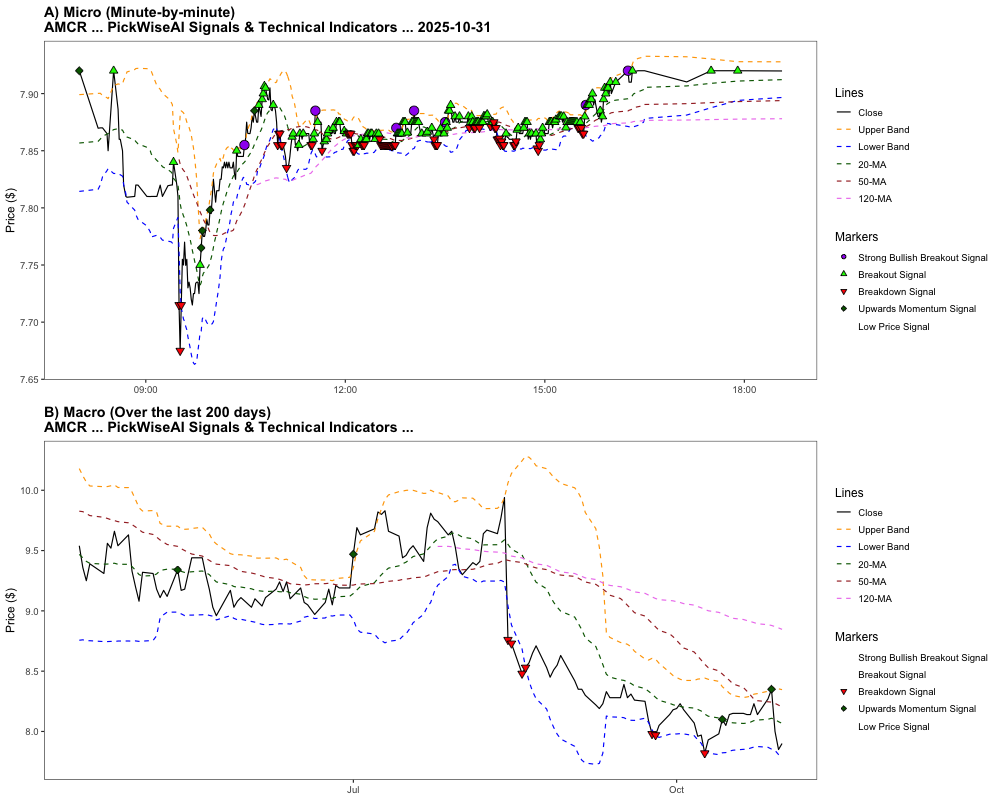 A) Micro (Minute-by-minute)
AMCR ... PickWiseAI Signals & Technical Indicators ... 2025-10-31
Price ($)
7.90
7.85
7.80
7.75
7.70
7.65
09:00
12:00
15:00
18:00
Lines
Close
Upper Band
Lower Band
20-MA
50-MA
120-MA
Markers
Strong Bullish Breakout Signal
Breakout Signal
Breakdown Signal
Upwards Momentum Signal
Low Price Signal
B) Macro (Over the last 200 days)
AMCR ... PickWiseAI Signals & Technical Indicators ...
Price ($)
10.0
9.5
9.0
8.5
8.0
Jul
Oct
Lines
Close
Upper Band
Lower Band
20-MA
50-MA
120-MA
Markers
Strong Bullish Breakout Signal
Breakout Signal
Breakdown Signal
Upwards Momentum Signal
Low Price Signal